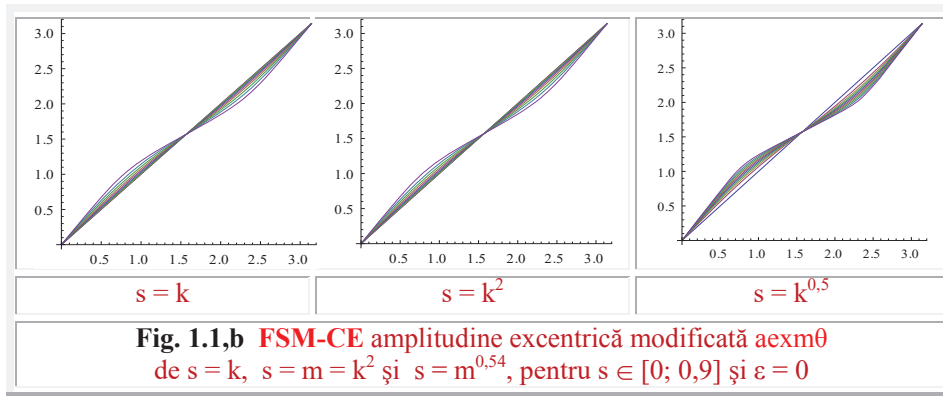 3.0
2.5
2.0
1.5
1.0
0.5
0.5 1.0 1.5 2.0 2.5 3.0
3.0
2.5
2.0
1.5
1.0
0.5
0.5 1.0 1.5 2.0 2.5 3.0
3.0
2.5
2.0
1.5
1.0
0.5
0.5 1.0 1.5 2.0 2.5 3.0
s = k
s = k²
s = k⁰,⁵
Fig. 1.1,b FSM-CE amplitudine excentrică modificată aexmθ
de s = k, s = m = k² şi s = m⁰,⁵⁴, pentru s ∈ [0; 0,9] şi ε = 0